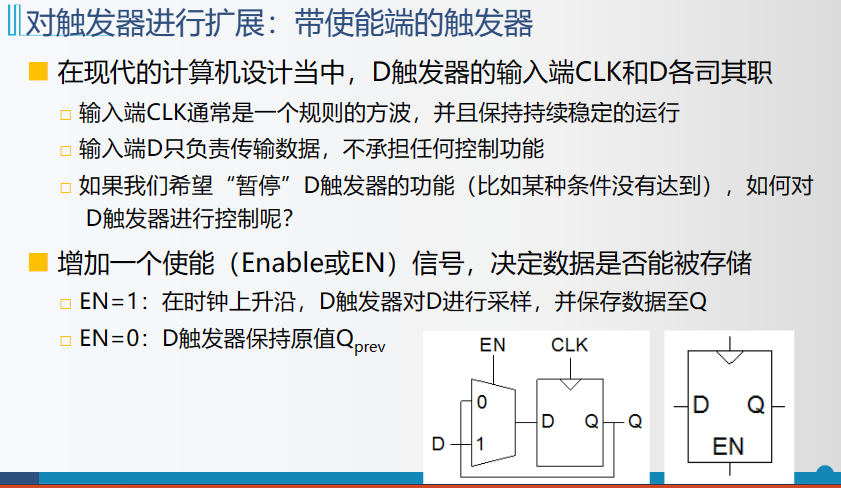 对触发器进行扩展：带使能端的触发器
在现代的计算机设计当中，D触发器的输入端CLK和D各司其职
输入端CLK通常是一个规则的方波，并且保持持续稳定的运行
输入端D只负责传输数据，不承担任何控制功能
如果我们希望“暂停”D触发器的功能（比如某种条件没有达到），如何对
D触发器进行控制呢？
增加一个使能（Enable或EN）信号，决定数据是否能被存储
EN=1：在时钟上升沿，D触发器对D进行采样，并保存数据至Q
EN=0：D触发器保持原值Qprev
EN CLK
0
D Q Q
D 1
D Q
EN